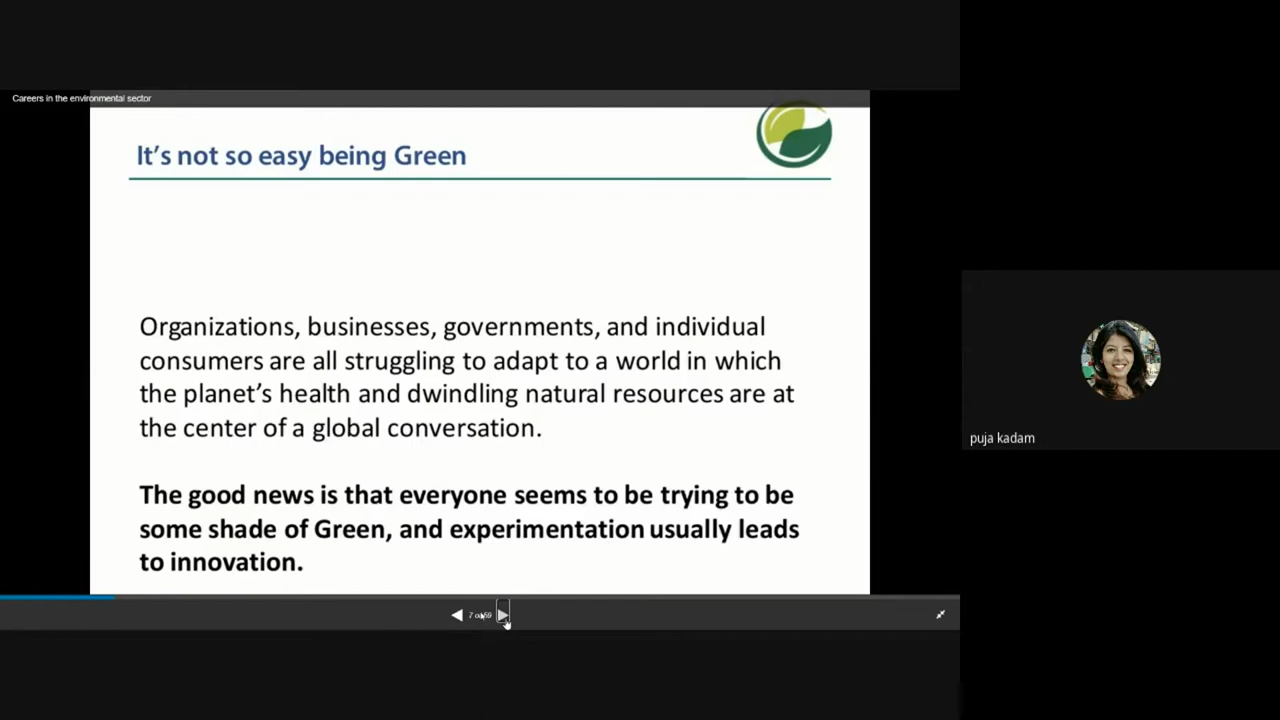 Careers in the environmental sector
It's not so easy being Green
Organizations, businesses, governments, and individual
consumers are all struggling to adapt to a world in which
the planet's health and dwindling natural resources are at
the center of a global conversation.
The good news is that everyone seems to be trying to be
some shade of Green, and experimentation usually leads
to innovation.
puja kadam
7 of 59